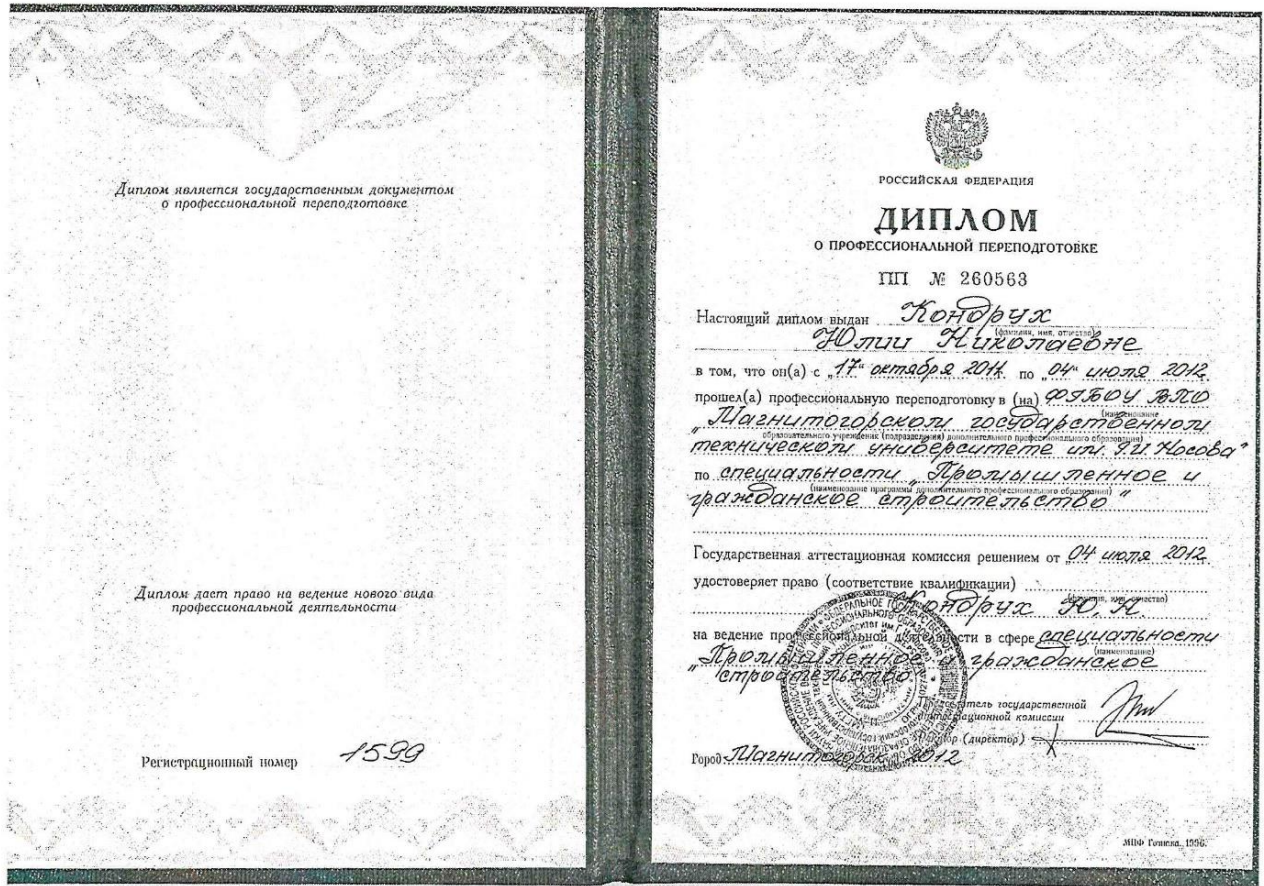 Диплом является государственным документом
о профессиональной переподготовке
Диплом дает право на ведение нового вида
профессиональной деятельности
Регистрационный номер 1599
РОССИЙСКАЯ ФЕДЕРАЦИЯ
ДИПЛОМ
О ПРОФЕССИОНАЛЬНОЙ ПЕРЕПОДГОТОВКЕ
ПП № 260563
Настоящий диплом выдан Кондрух
(фамилия, имя, отчество)
Юлии Николаевне
в том, что он(а) с „17“ октября 2011 по „04“ июля 2012
прошел(а) профессиональную переподготовку в (на) ФГБОУ ВПО
(наименование
„Магнитогорском государственном
образовательного учреждения (подразделения) дополнительного профессионального образования)
техническом университете им. Г.И. Носова“
по специальности „Промышленное и
(наименование программы дополнительного профессионального образования)
гражданское строительство“
Государственная аттестационная комиссия решением от 04 июля 2012
удостоверяет право (соответствие квалификации)
(фамилия, имя, отчество)
Кондрух Ю. Н.
на ведение профессиональной деятельности в сфере специальности
(наименование)
„Промышленное и гражданское
строительство“
Председатель государственной
аттестационной комиссии
Ректор (директор)
Город Магнитогорск 2012
МПФ Гознака. 1996.